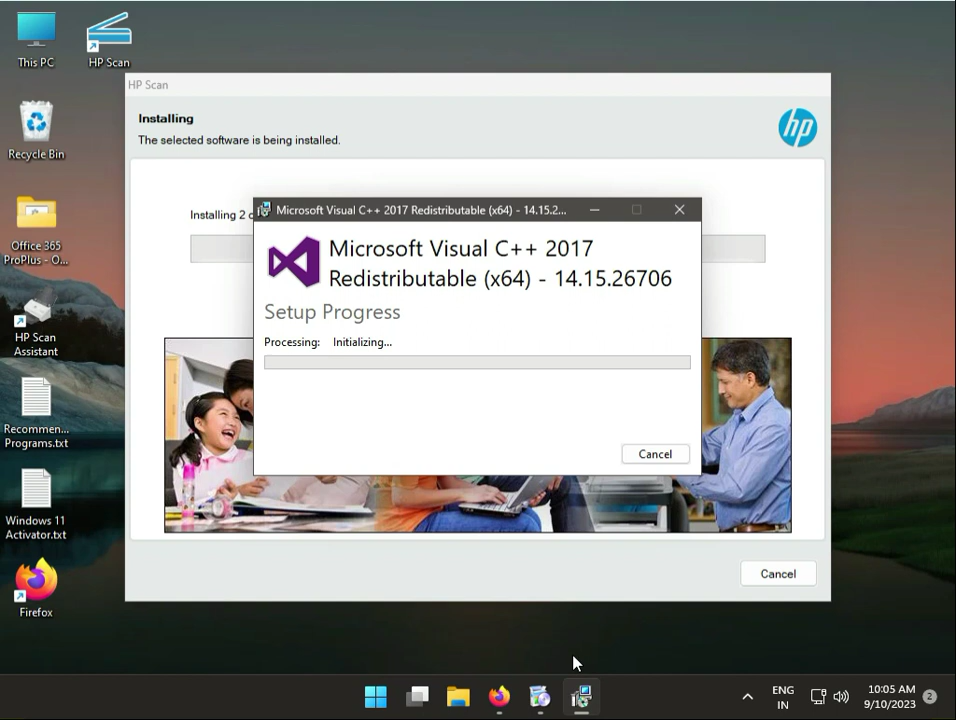 This PC
HP Scan
Recycle Bin
Office 365
ProPlus - O...
HP Scan
Assistant
Recommen...
Programs.txt
Windows 11
Activator.txt
Firefox
HP Scan
Installing
The selected software is being installed.
hp
Installing 2 o
Microsoft Visual C++ 2017 Redistributable (x64) - 14.15.2...
Microsoft Visual C++ 2017
Redistributable (x64) - 14.15.26706
Setup Progress
Processing: Initializing...
Cancel
Cancel
ENG
IN
10:05 AM
9/10/2023
2